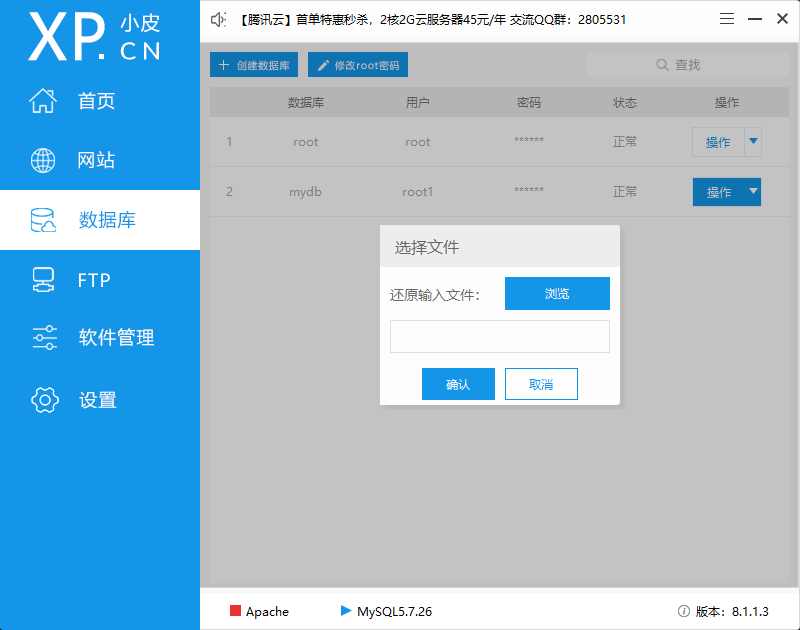 XP. 小皮
CN
【腾讯云】首单特惠秒杀，2核2G云服务器45元/年 交流QQ群：2805531
首页
网站
数据库
FTP
软件管理
设置
创建数据库 修改root密码 查找
数据库 用户 密码 状态 操作
1 root root ****** 正常 操作
2 mydb root1 ****** 正常 操作
选择文件
还原输入文件： 浏览
确认 取消
Apache MySQL5.7.26 版本：8.1.1.3